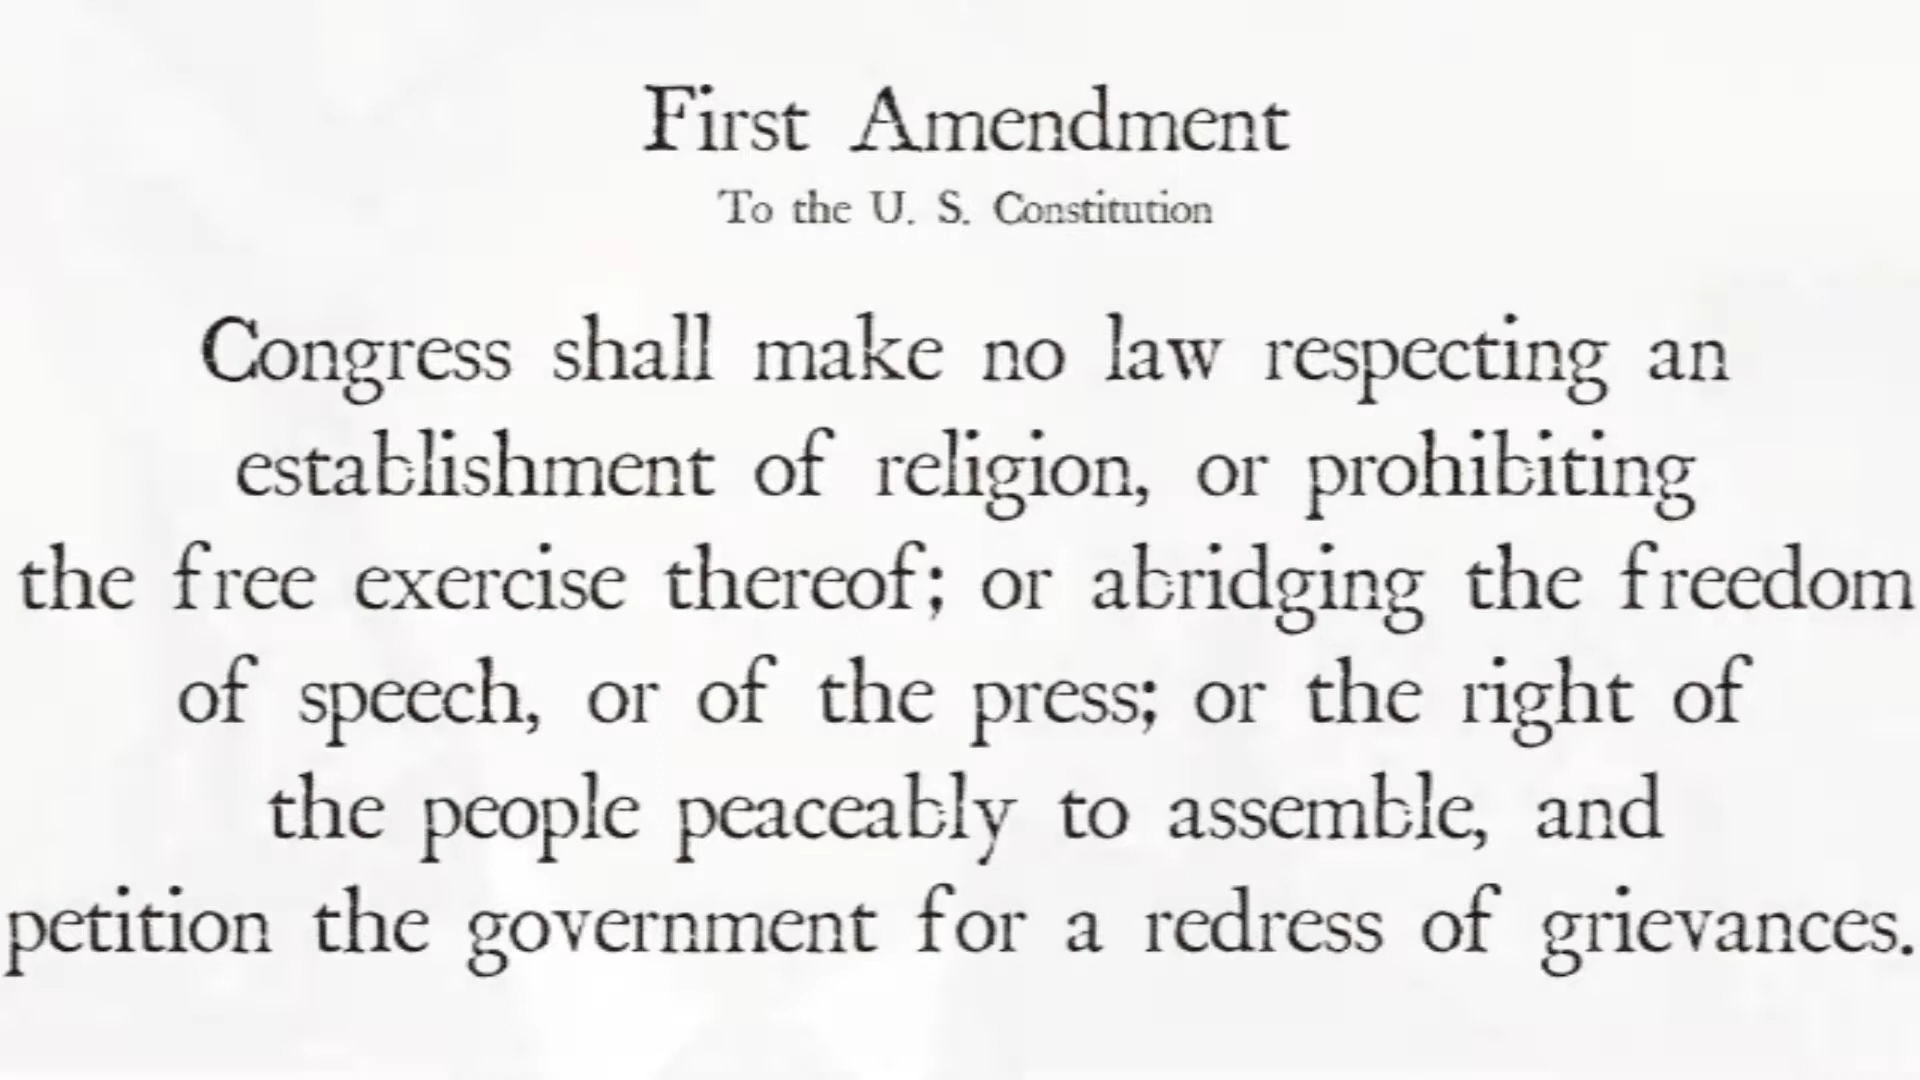 First Amendment
To the U. S. Constitution
Congress shall make no law respecting an
establishment of religion, or prohibiting
the free exercise thereof; or abridging the freedom
of speech, or of the press; or the right of
the people peaceably to assemble, and
petition the government for a redress of grievances.